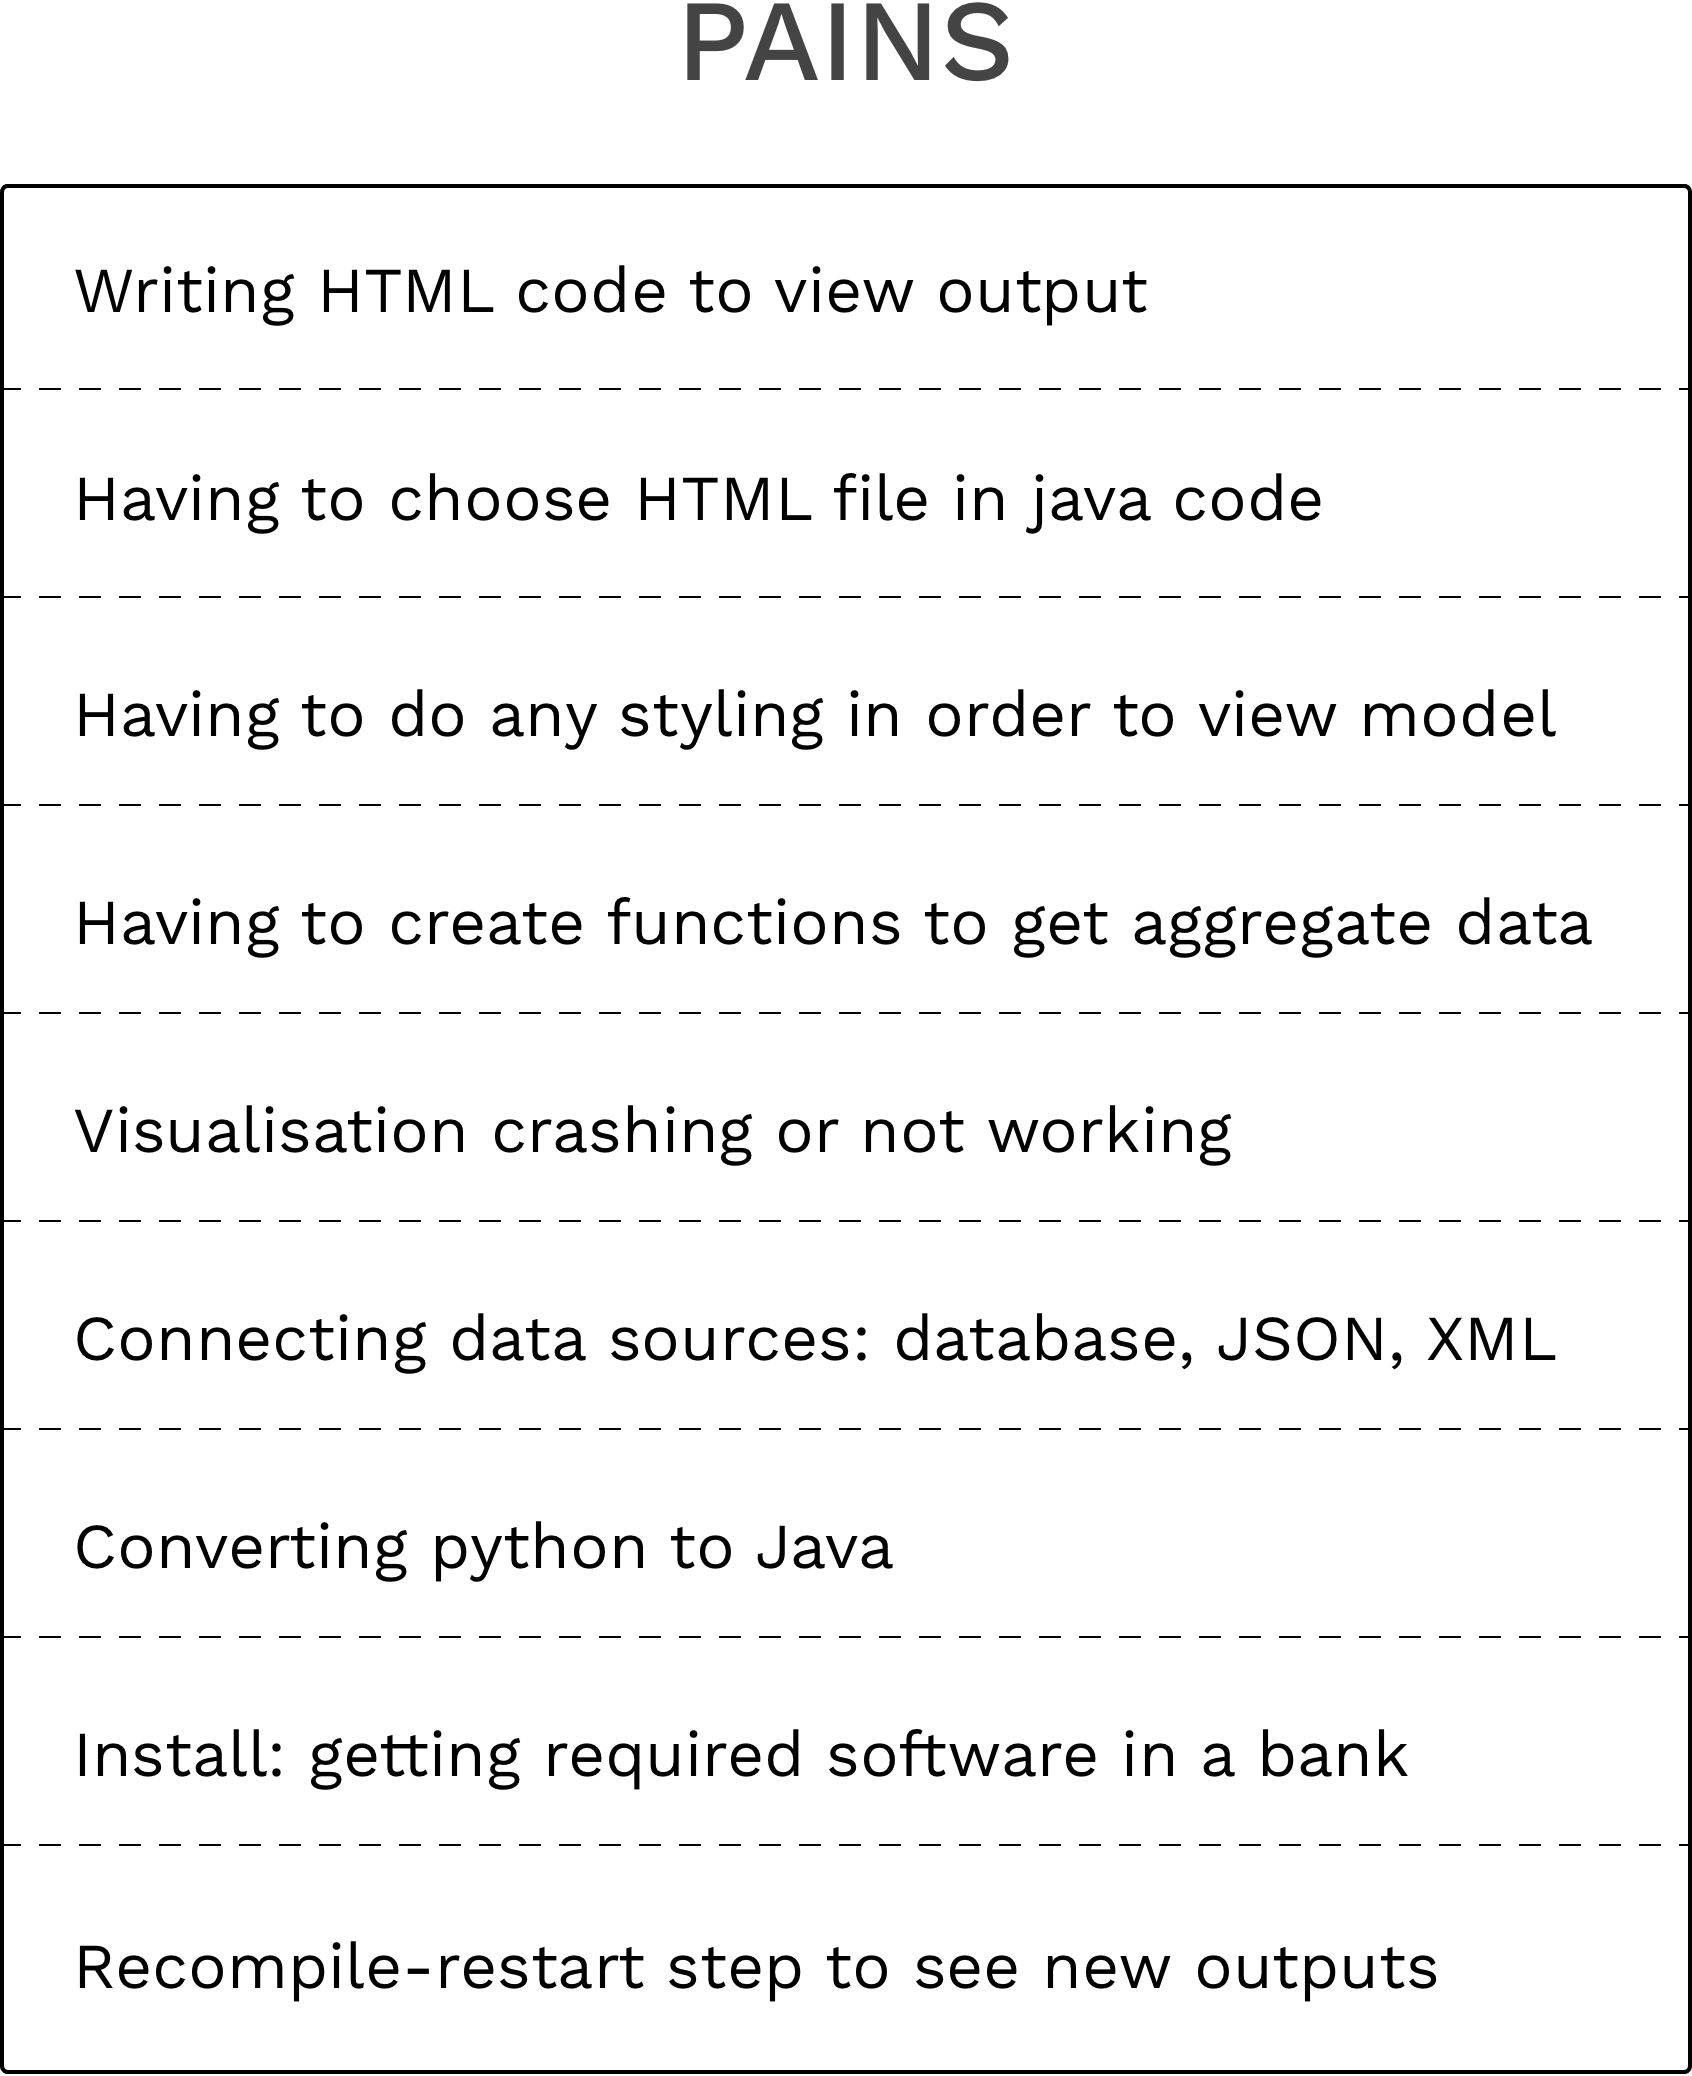 PAINS
Writing HTML code to view output
Having to choose HTML file in java code
Having to do any styling in order to view model
Having to create functions to get aggregate data
Visualisation crashing or not working
Connecting data sources: database, JSON, XML
Converting python to Java
Install: getting required software in a bank
Recompile-restart step to see new outputs